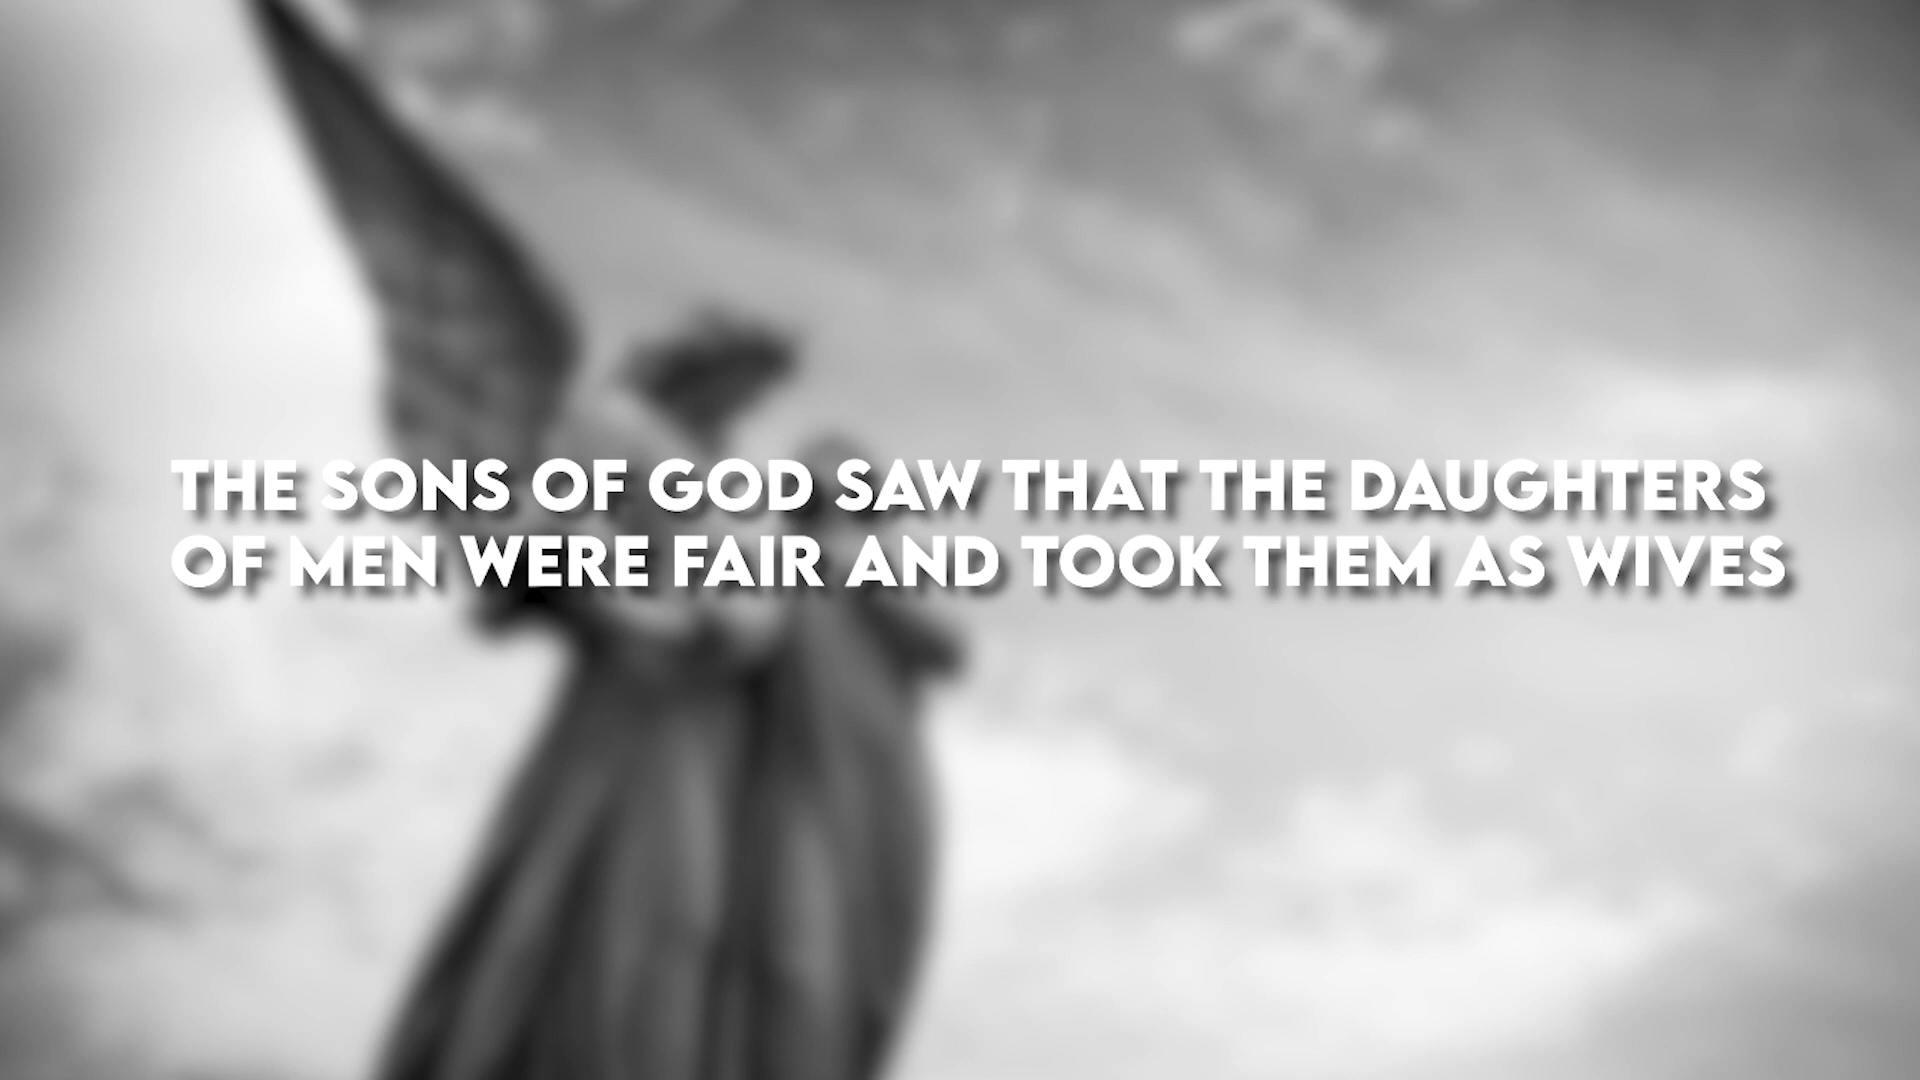 THE SONS OF GOD SAW THAT THE DAUGHTERS
OF MEN WERE FAIR AND TOOK THEM AS WIVES